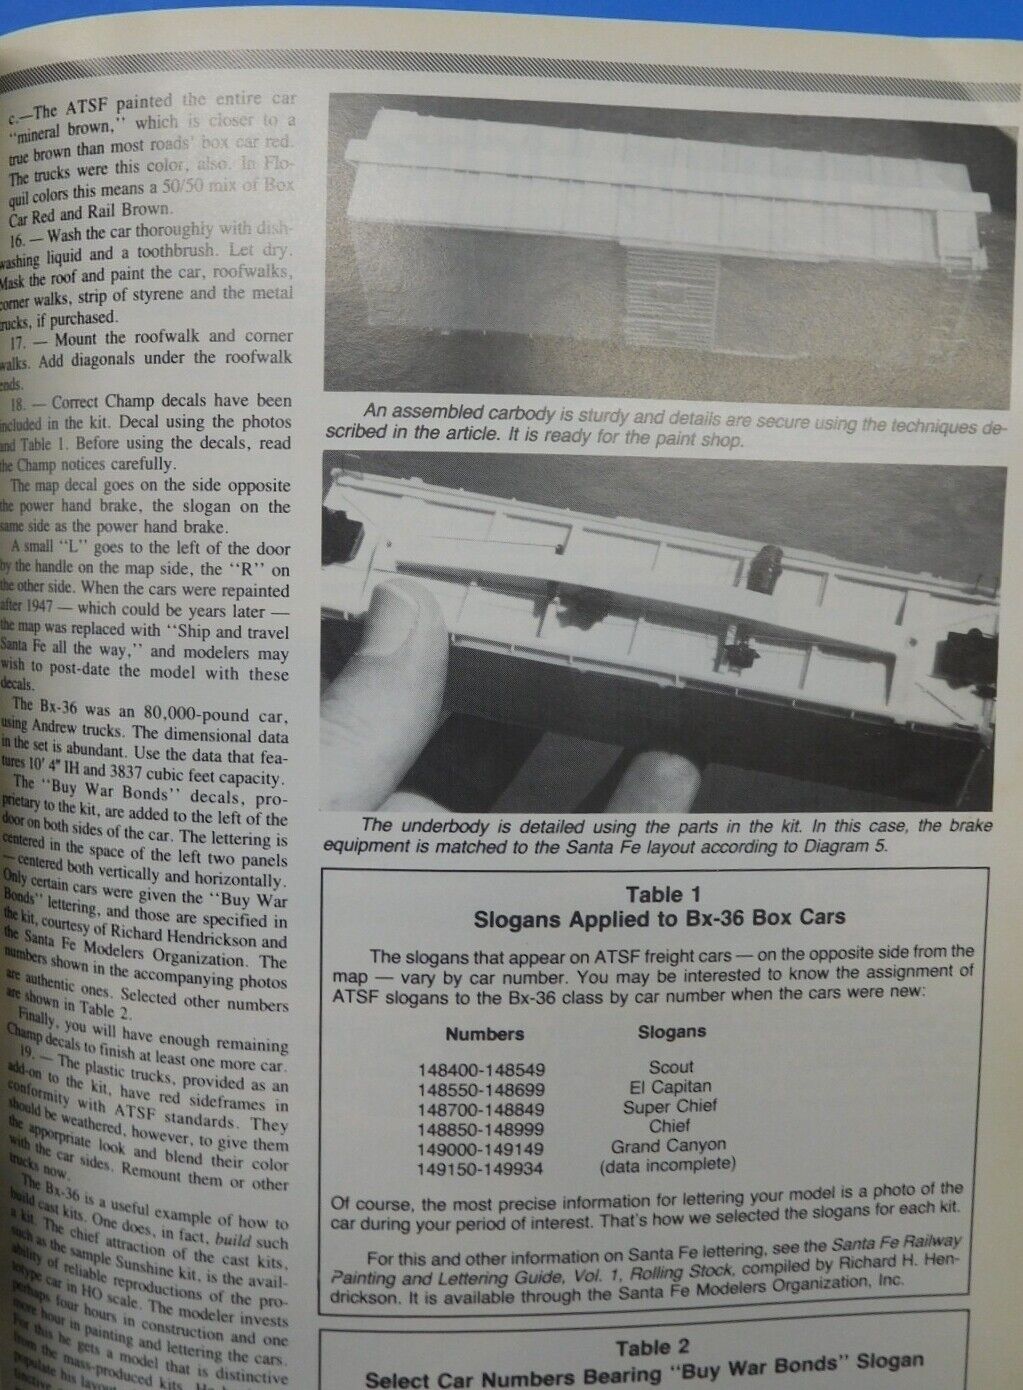 c.—The ATSF painted the entire car
"mineral brown," which is closer to a
true brown than most roads' box car red.
The trucks were this color, also. In Flo-
quil colors this means a 50/50 mix of Box
Car Red and Rail Brown.
16. — Wash the car thoroughly with dish-
washing liquid and a toothbrush. Let dry.
Mask the roof and paint the car, roofwalks,
corner walks, strip of styrene and the metal
trucks, if purchased.
17. — Mount the roofwalk and corner
walks. Add diagonals under the roofwalk
ends.
18. — Correct Champ decals have been
included in the kit. Decal using the photos
and Table 1. Before using the decals, read
the Champ notices carefully.
The map decal goes on the side opposite
the power hand brake, the slogan on the
same side as the power hand brake.
A small "L" goes to the left of the door
by the handle on the map side, the "R" on
the other side. When the cars were repainted
after 1947 — which could be years later —
the map was replaced with "Ship and travel
Santa Fe all the way," and modelers may
wish to post-date the model with these
decals.
The Bx-36 was an 80,000-pound car,
using Andrew trucks. The dimensional data
in the set is abundant. Use the data that fea-
tures 10' 4" IH and 3837 cubic feet capacity.
The "Buy War Bonds" decals, pro-
prietary to the kit, are added to the left of the
door on both sides of the car. The lettering is
centered in the space of the left two panels
— centered both vertically and horizontally.
Only certain cars were given the "Buy War
Bonds" lettering, and those are specified in
the kit, courtesy of Richard Hendrickson and
the Santa Fe Modelers Organization. The
numbers shown in the accompanying photos
are authentic ones. Selected other numbers
are shown in Table 2.
Finally, you will have enough remaining
Champ decals to finish at least one more car.
19. — The plastic trucks, provided as an
add-on to the kit, have red sideframes in
conformity with ATSF standards. They
should be weathered, however, to give them
the apporpriate look and blend their color
with the car sides. Remount them or other
trucks now.
The Bx-36 is a useful example of how to
build cast kits. One does, in fact, build such
a kit. The chief attraction of the cast kits,
such as the sample Sunshine kit, is the avail-
ability of reliable reproductions of the pro-
totype car in HO scale. The modeler invests
perhaps four hours in construction and one
more hour in painting and lettering the cars.
For this he gets a model that is distinctive
from the mass-produced kits.
populate his
An assembled carbody is sturdy and details are secure using the techniques de-
scribed in the article. It is ready for the paint shop.
The underbody is detailed using the parts in the kit. In this case, the brake
equipment is matched to the Santa Fe layout according to Diagram 5.
Table 1
Slogans Applied to Bx-36 Box Cars
The slogans that appear on ATSF freight cars — on the opposite side from the
map — vary by car number. You may be interested to know the assignment of
ATSF slogans to the Bx-36 class by car number when the cars were new:
Numbers Slogans
148400-148549 Scout
148550-148699 El Capitan
148700-148849 Super Chief
148850-148999 Chief
149000-149149 Grand Canyon
149150-149934 (data incomplete)
Of course, the most precise information for lettering your model is a photo of the
car during your period of interest. That's how we selected the slogans for each kit.
For this and other information on Santa Fe lettering, see the Santa Fe Railway
Painting and Lettering Guide, Vol. 1, Rolling Stock, compiled by Richard H. Hen-
drickson. It is available through the Santa Fe Modelers Organization, Inc.
Table 2
Select Car Numbers Bearing "Buy War Bonds" Slogan